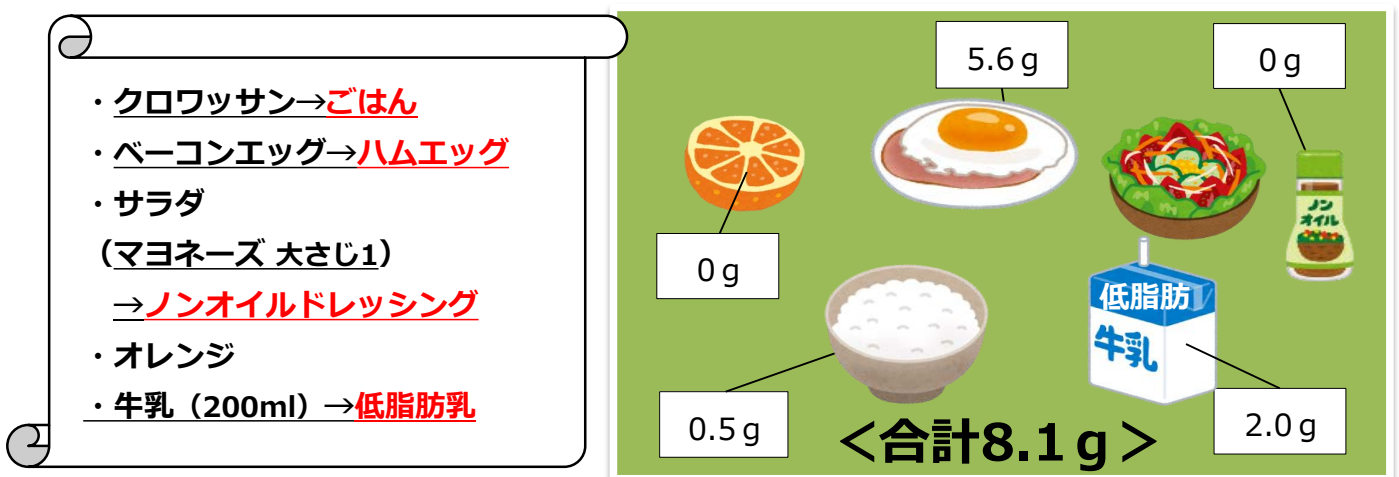 ・クロワッサン→ごはん
・ベーコンエッグ→ハムエッグ
・サラダ
（マヨネーズ 大さじ1）
→ノンオイルドレッシング
・オレンジ
・牛乳（200ml）→低脂肪乳
5.6ｇ
0ｇ
ノン
オイル
0ｇ
低脂肪
牛乳
0.5ｇ
2.0ｇ
＜合計8.1ｇ＞